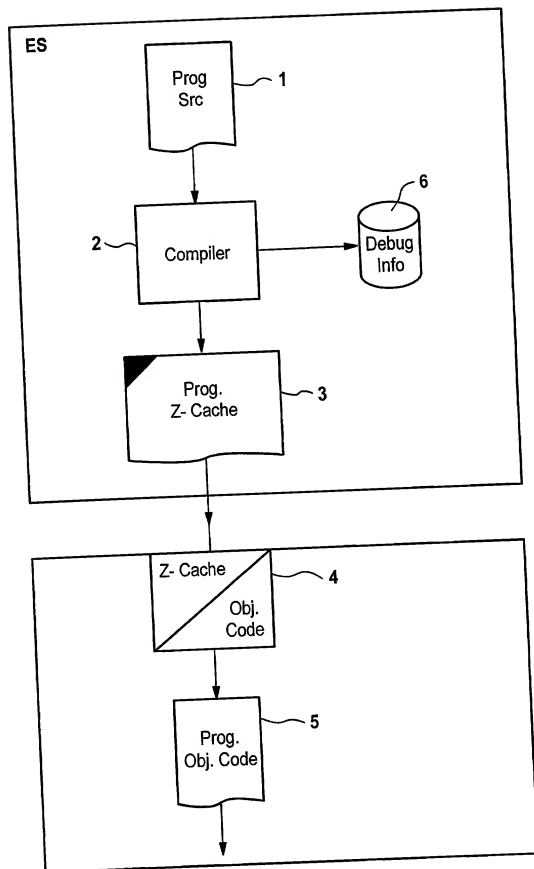 ES
Prog
Src
1
6
2
Compiler
Debug
Info
Prog.
Z- Cache
3
Z- Cache
4
Obj.
Code
Prog.
Obj. Code
5